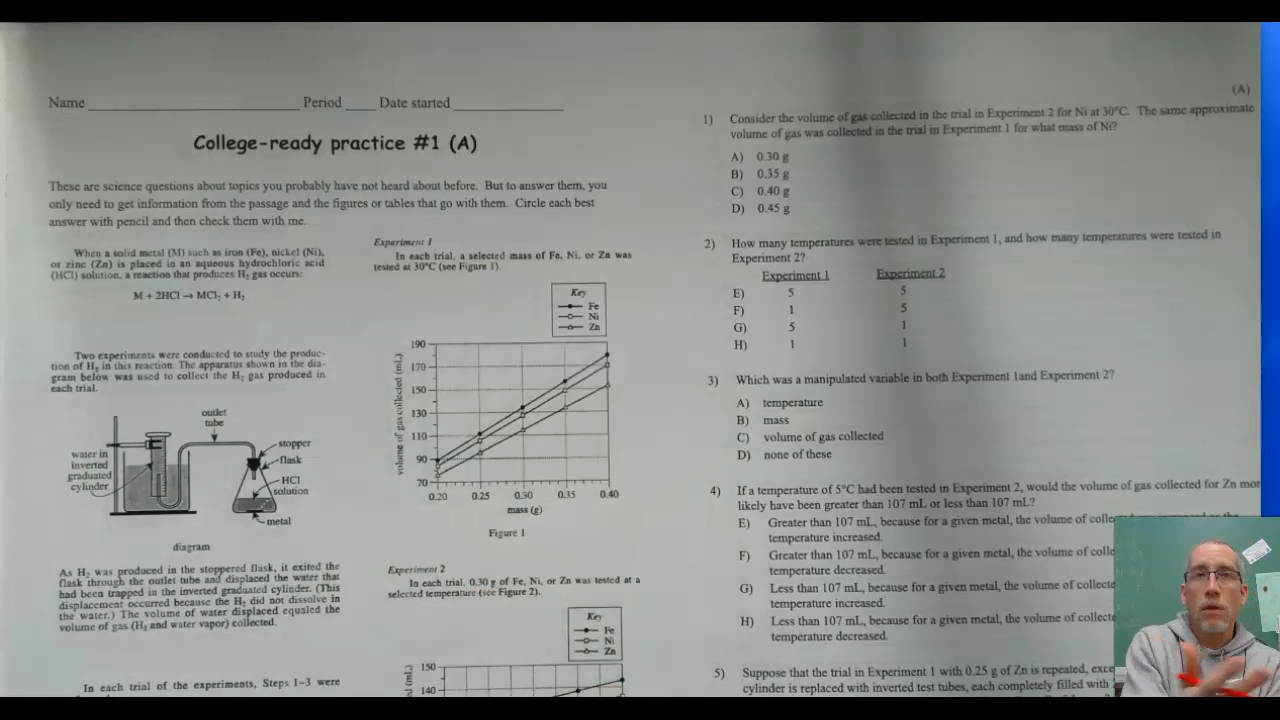 Name Period Date started
College-ready practice #1 (A)
These are science questions about topics you probably have not heard about before. But to answer them, you
only need to get information from the passage and the figures or tables that go with them. Circle each best
answer with pencil and then check them with me.
When a solid metal (M) such as iron (Fe), nickel (Ni),
or zinc (Zn) is placed in an aqueous hydrochloric acid
(HCl) solution, a reaction that produces H₂ gas occurs:
M + 2HCl → MCl₂ + H₂
Two experiments were conducted to study the produc-
tion of H₂ in this reaction. The apparatus shown in the dia-
gram below was used to collect the H₂ gas produced in
each trial.
outlet
tube
water in
inverted
graduated
cylinder
stopper
flask
HCl
solution
metal
diagram
As H₂ was produced in the stoppered flask, it exited the
flask through the outlet tube and displaced the water that
had been trapped in the inverted graduated cylinder. (This
displacement occurred because the H₂ did not dissolve in
the water.) The volume of water displaced equaled the
volume of gas (H₂ and water vapor) collected.
In each trial of the experiments, Steps 1–3 were
Experiment 1
In each trial, a selected mass of Fe, Ni, or Zn was
tested at 30°C (see Figure 1).
Key
Fe
Ni
Zn
volume of gas collected (mL)
190
170
150
130
110
90
70
0.20 0.25 0.30 0.35 0.40
mass (g)
Figure 1
Experiment 2
In each trial, 0.30 g of Fe, Ni, or Zn was tested at a
selected temperature (see Figure 2).
Key
Fe
Ni
Zn
150
140
(A)
1) Consider the volume of gas collected in the trial in Experiment 2 for Ni at 30°C. The same approximate
volume of gas was collected in the trial in Experiment 1 for what mass of Ni?
A) 0.30 g
B) 0.35 g
C) 0.40 g
D) 0.45 g
2) How many temperatures were tested in Experiment 1, and how many temperatures were tested in
Experiment 2?
Experiment 1 Experiment 2
E) 5 5
F) 1 5
G) 5 1
H) 1 1
3) Which was a manipulated variable in both Experiment 1and Experiment 2?
A) temperature
B) mass
C) volume of gas collected
D) none of these
4) If a temperature of 5°C had been tested in Experiment 2, would the volume of gas collected for Zn mor
likely have been greater than 107 mL or less than 107 mL?
E) Greater than 107 mL, because for a given metal, the volume of
temperature increased.
F) Greater than 107 mL, because for a given metal, the volume of colle
temperature decreased.
G) Less than 107 mL, because for a given metal, the volume of collecte
temperature increased.
H) Less than 107 mL, because for a given metal, the volume of collecte
temperature decreased.
5) Suppose that the trial in Experiment 1 with 0.25 g of Zn is repeated, exce
cylinder is replaced with inverted test tubes, each completely filled with